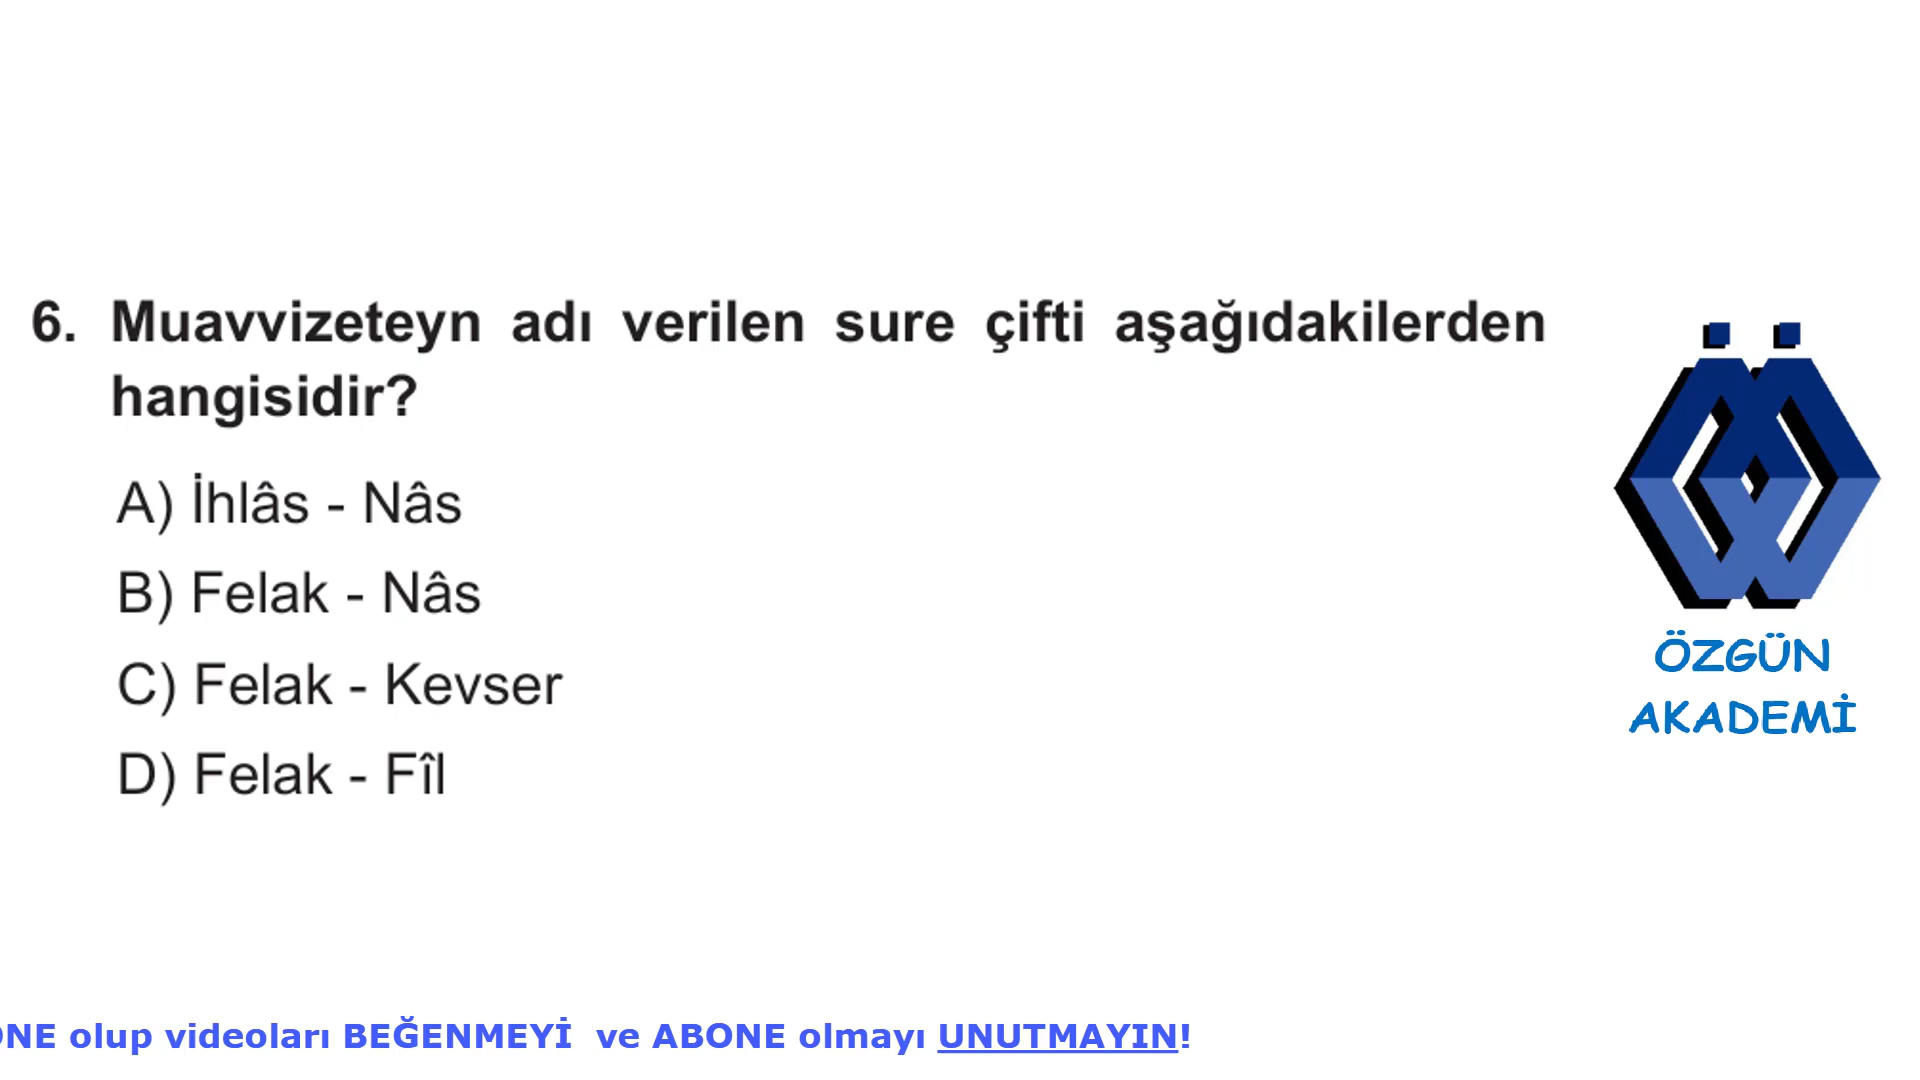 6. Muavvizeteyn adı verilen sure çifti aşağıdakilerden
hangisidir?
A) İhlâs - Nâs
B) Felak - Nâs
C) Felak - Kevser
D) Felak - Fîl
ÖZGÜN
AKADEMİ
olup videoları BEĞENMEYİ ve ABONE olmayı UNUTMAYIN!